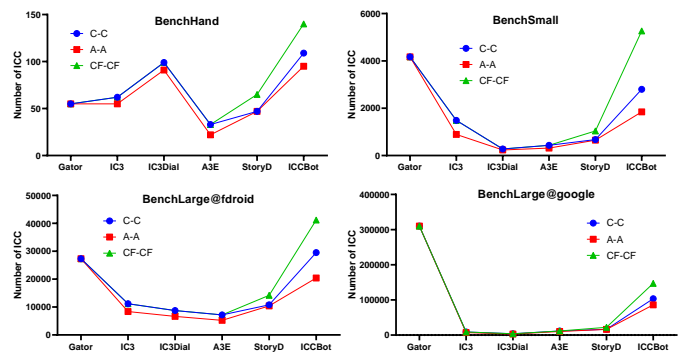 BenchHand
Number of ICC
150
100
50
0
C-C
A-A
CF-CF
Gator IC3 IC3Dial A3E StoryD ICCBot
BenchSmall
Number of ICC
6000
4000
2000
0
C-C
A-A
CF-CF
Gator IC3 IC3Dial A3E StoryD ICCBot
BenchLarge@fdroid
Number of ICC
50000
40000
30000
20000
10000
0
C-C
A-A
CF-CF
Gator IC3 IC3Dial A3E StoryD ICCBot
BenchLarge@google
Number of ICC
400000
300000
200000
100000
0
C-C
A-A
CF-CF
Gator IC3 IC3Dial A3E StoryD ICCBot